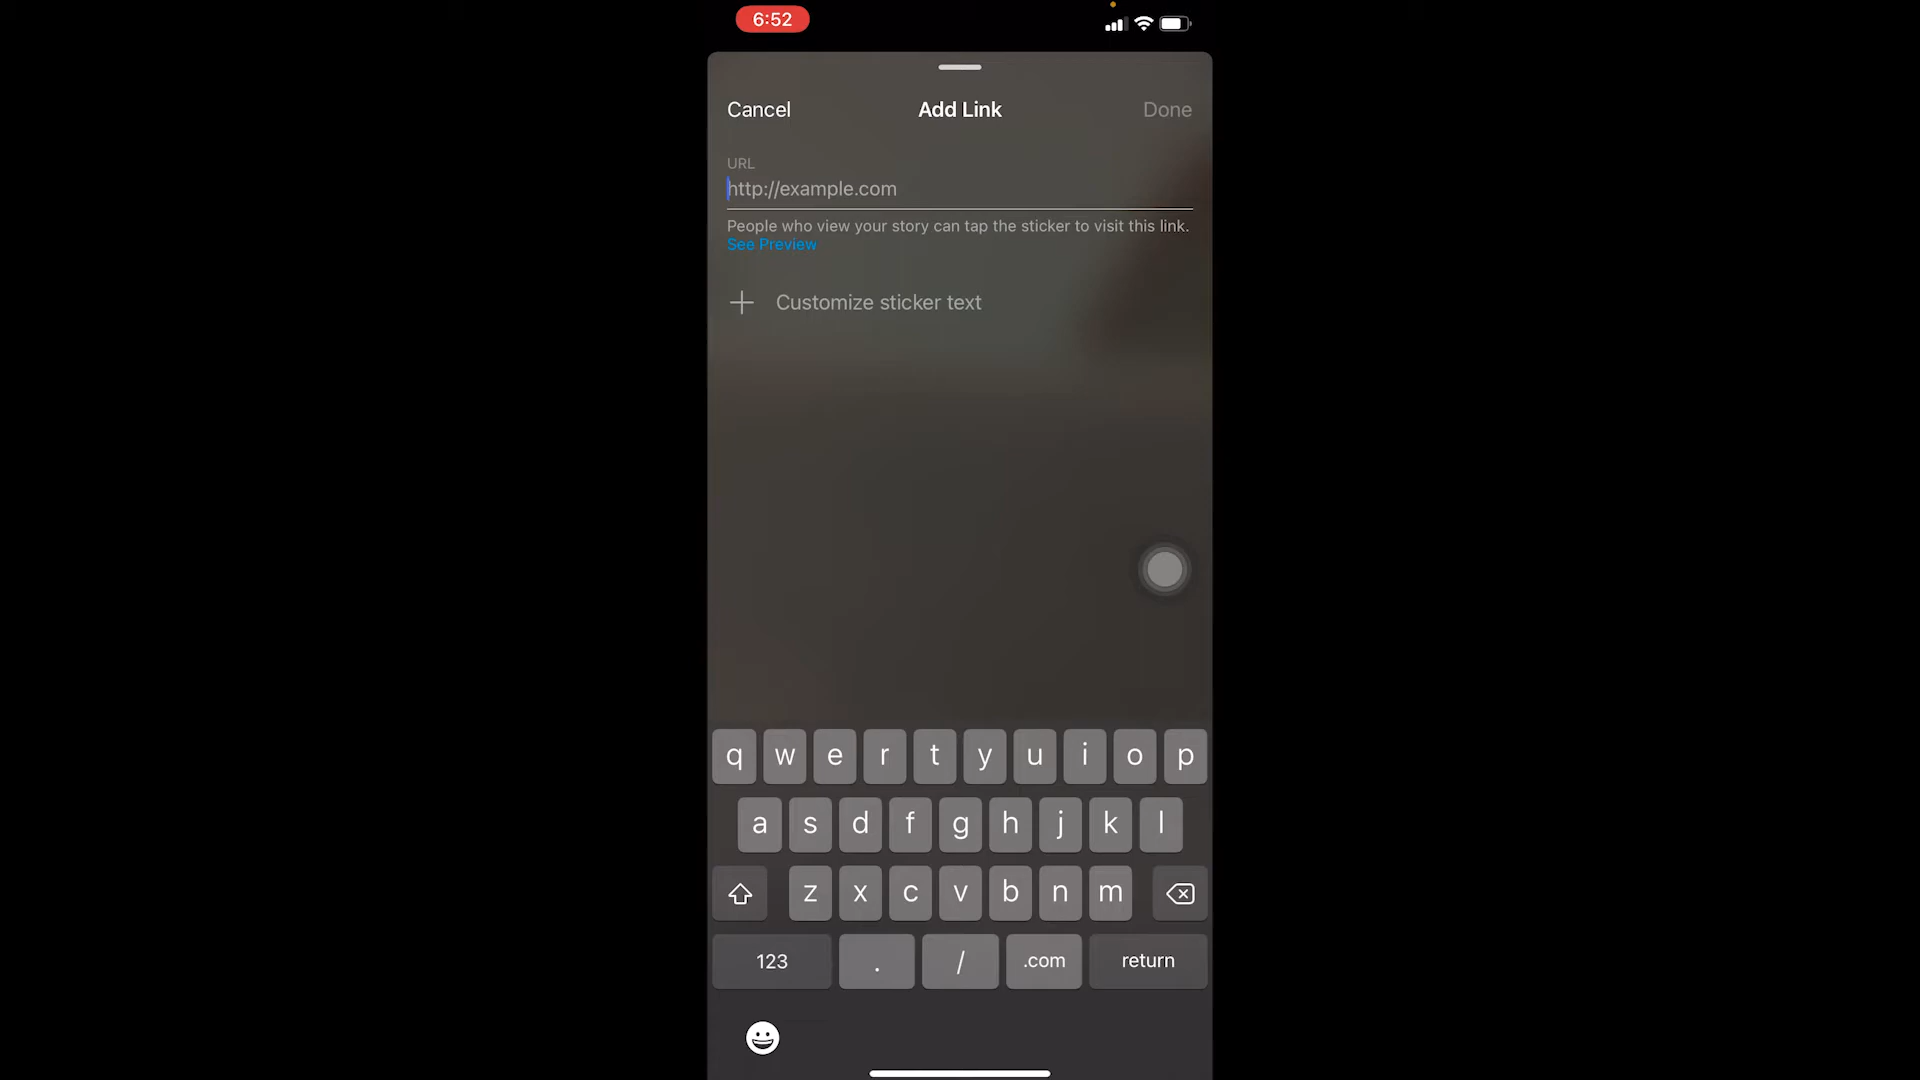 6:52
Cancel
Add Link
Done
URL
http://example.com
People who view your story can tap the sticker to visit this link.
See Preview
Customize sticker text
q w e r t y u i o p
a s d f g h j k l
z x c v b n m
123 . / .com return